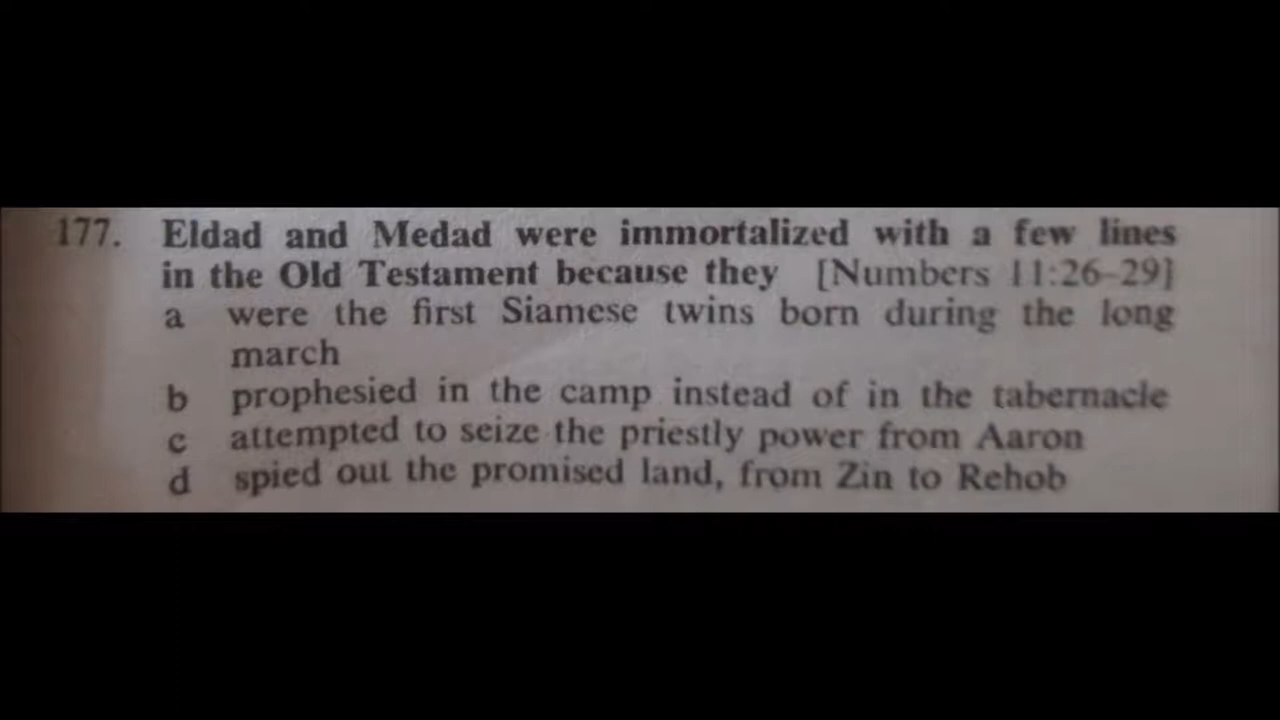 177. Eldad and Medad were immortalized with a few lines
in the Old Testament because they [Numbers 11:26-29]
a were the first Siamese twins born during the long
march
b prophesied in the camp instead of in the tabernacle
c attempted to seize the priestly power from Aaron
d spied out the promised land, from Zin to Rehob